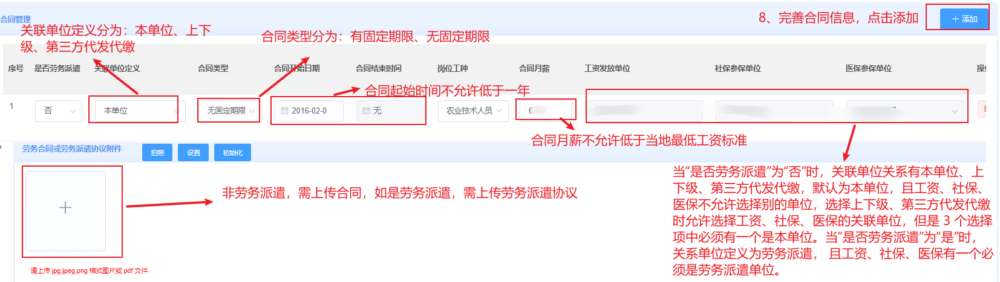 合同管理
8、完善合同信息，点击添加
＋ 添加
关联单位定义分为：本单位、上下
级、第三方代发代缴
合同类型分为：有固定期限、无固定期限
序号 是否劳务派遣 关联单位定义 合同类型 合同开始日期 合同结束时间 岗位工种 合同月薪 工资发放单位 社保参保单位 医保参保单位
合同起始时间不允许低于一年
1 否 本单位 无固定期限 2016-02-0 无 农业技术人员 6
合同月薪不允许低于当地最低工资标准
劳务合同或劳务派遣协议附件 拍照 设置 初始化
非劳务派遣，需上传合同，如是劳务派遣，需上传劳务派遣协议
当“是否劳务派遣”为“否”时，关联单位关系有本单位、上
下级、第三方代发代缴，默认为本单位，且工资、社保、
医保不允许选择别的单位，选择上下级、第三方代发代缴
时允许选择工资、社保、医保的关联单位，但是 3 个选择
项中必须有一个是本单位。当“是否劳务派遣”为“是”时，
关系单位定义为劳务派遣， 且工资、社保、医保有一个必
须是劳务派遣单位。
请上传 jpg,jpeg,png 格式图片或 pdf 文件